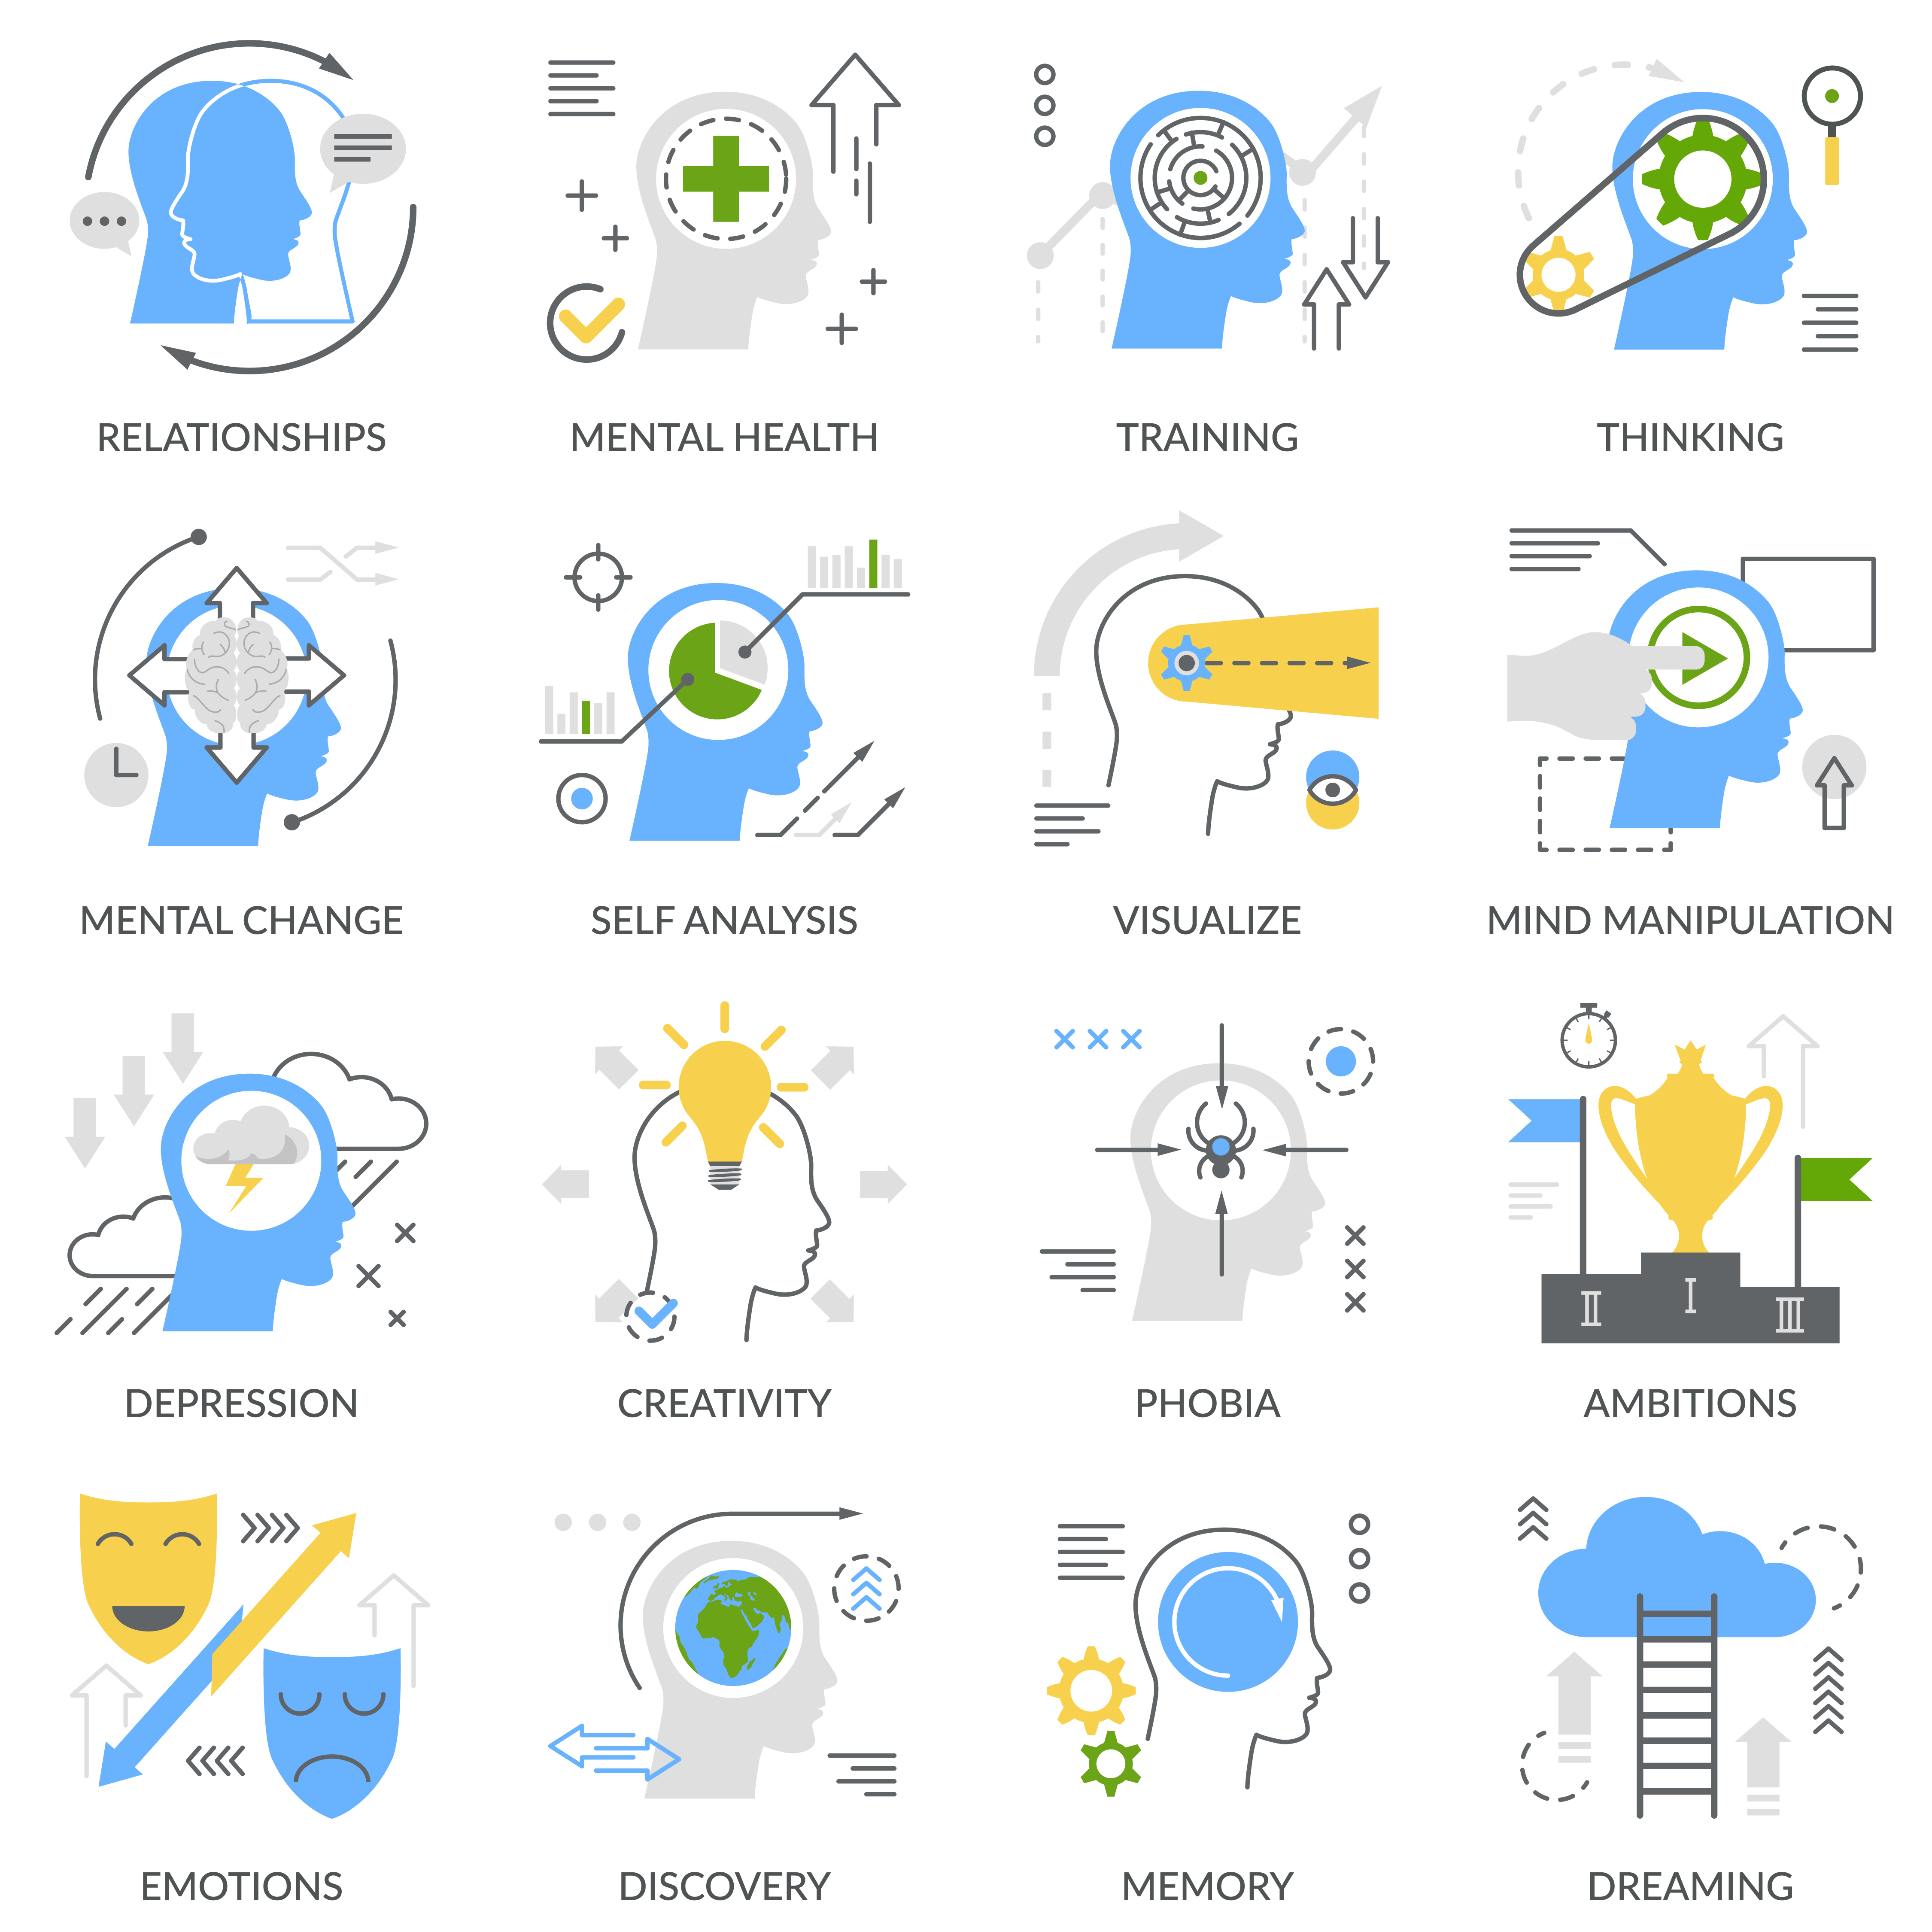 RELATIONSHIPS
MENTAL HEALTH
TRAINING
THINKING
MENTAL CHANGE
SELF ANALYSIS
VISUALIZE
MIND MANIPULATION
II
I
III
DEPRESSION
CREATIVITY
PHOBIA
AMBITIONS
EMOTIONS
DISCOVERY
MEMORY
DREAMING